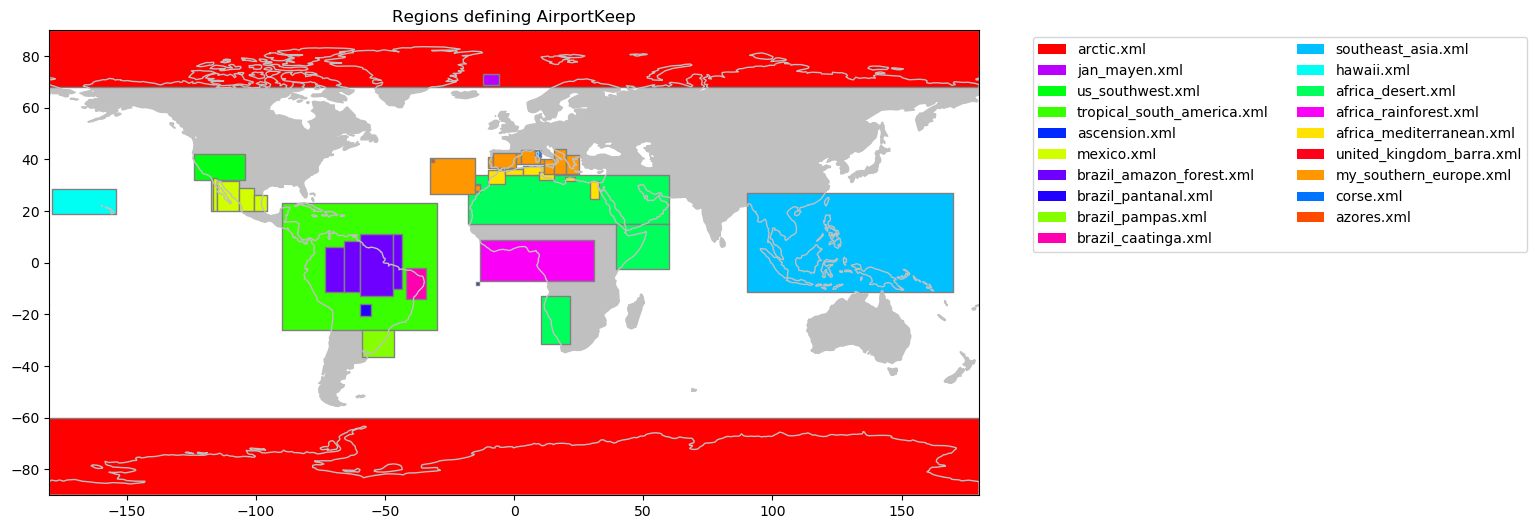 Regions defining AirportKeep
80
60
40
20
0
−20
−40
−60
−80
−150
−100
−50
0
50
100
150
arctic.xml
jan_mayen.xml
us_southwest.xml
tropical_south_america.xml
ascension.xml
mexico.xml
brazil_amazon_forest.xml
brazil_pantanal.xml
brazil_pampas.xml
brazil_caatinga.xml
southeast_asia.xml
hawaii.xml
africa_desert.xml
africa_rainforest.xml
africa_mediterranean.xml
united_kingdom_barra.xml
my_southern_europe.xml
corse.xml
azores.xml